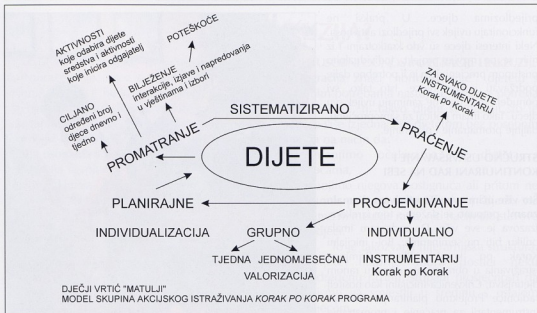 AKTIVNOSTI
koje odabira dijete
sredstva i aktivnosti
koje inicira odgajatelj
POTEŠKOĆE
BILJEŽENJE
interakcije, izjave i napredovanja
u vještinama i izbori
CILJANO
određeni broj
djece dnevno i
tjedno
ZA SVAKO DIJETE
INSTRUMENTARIJ
Korak po Korak
SISTEMATIZIRANO
PROMATRANJE
PRAĆENJE
DIJETE
PLANIRAJNE
PROCJENJIVANJE
INDIVIDUALIZACIJA
GRUPNO
INDIVIDUALNO
TJEDNA
JEDNOMJESEČNA
INSTRUMENTARIJ
VALORIZACIJA
Korak po Korak
DJEČJI VRTIĆ "MATULJI"
MODEL SKUPINA AKCIJSKOG ISTRAŽIVANJA KORAK PO KORAK PROGRAMA